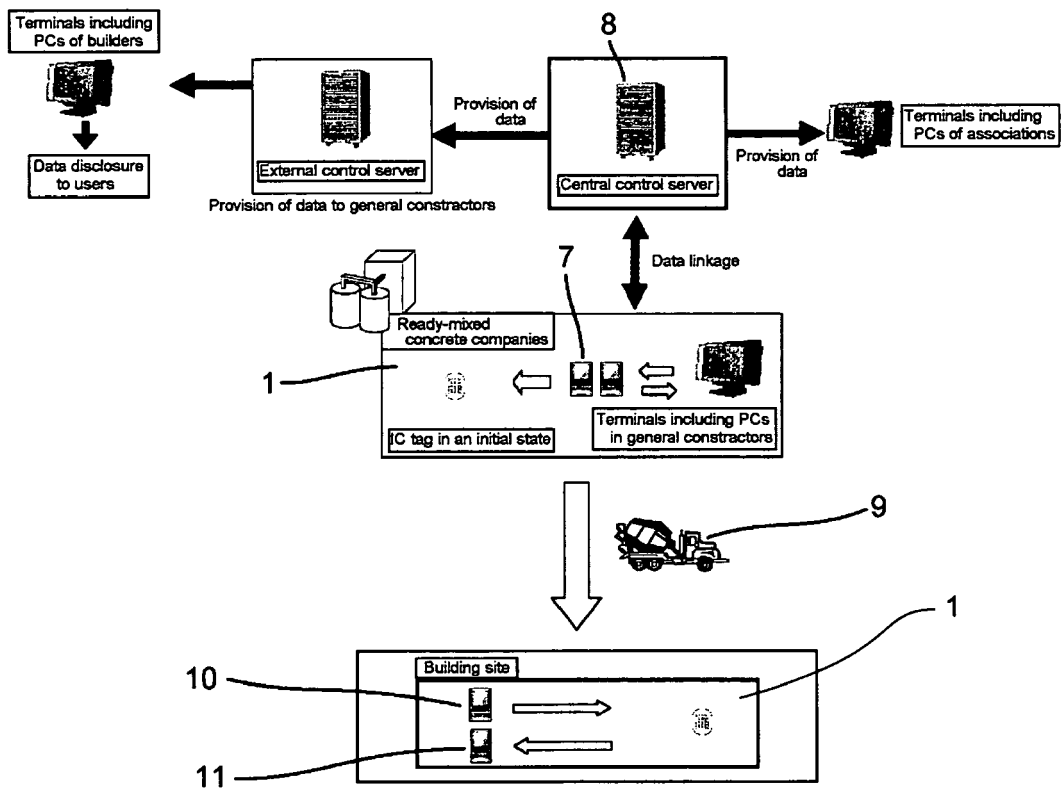 Terminals including
PCs of builders
Data disclosure
to users
External control server
Provision of data to general constractors
Provision of
data
8
Central control server
Provision of
data
Terminals including
PCs of associations
Data linkage
7
Ready-mixed
concrete companies
1
IC tag in an initial state
Terminals including PCs
in general constractors
9
1
Building site
10
11